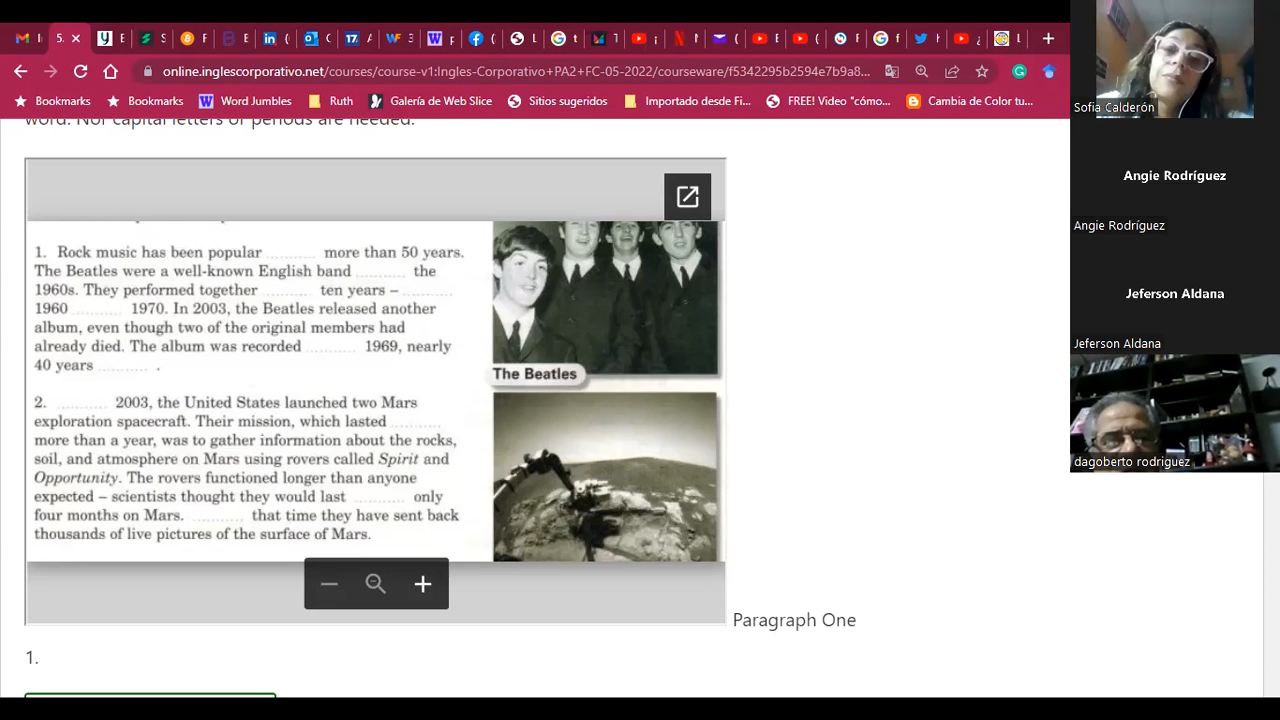 online.inglescorporativo.net/courses/course-v1:Ingles-Corporativo+PA2+FC-05-2022/courseware/f5342295b2594e7b9a8...
Bookmarks Bookmarks Word Jumbles Ruth Galería de Web Slice Sitios sugeridos Importado desde Fi... FREE! Video "cómo... Cambia de Color tu...
word. Nor capital letters or periods are needed.
1. Rock music has been popular .......... more than 50 years.
The Beatles were a well-known English band .......... the
1960s. They performed together .......... ten years – ..........
1960 .......... 1970. In 2003, the Beatles released another
album, even though two of the original members had
already died. The album was recorded .......... 1969, nearly
40 years .......... .
The Beatles
2. .......... 2003, the United States launched two Mars
exploration spacecraft. Their mission, which lasted ..........
more than a year, was to gather information about the rocks,
soil, and atmosphere on Mars using rovers called Spirit and
Opportunity. The rovers functioned longer than anyone
expected – scientists thought they would last .......... only
four months on Mars. .......... that time they have sent back
thousands of live pictures of the surface of Mars.
Paragraph One
1.
Sofia Calderón
Angie Rodríguez
Angie Rodríguez
Jeferson Aldana
Jeferson Aldana
dagoberto rodriguez